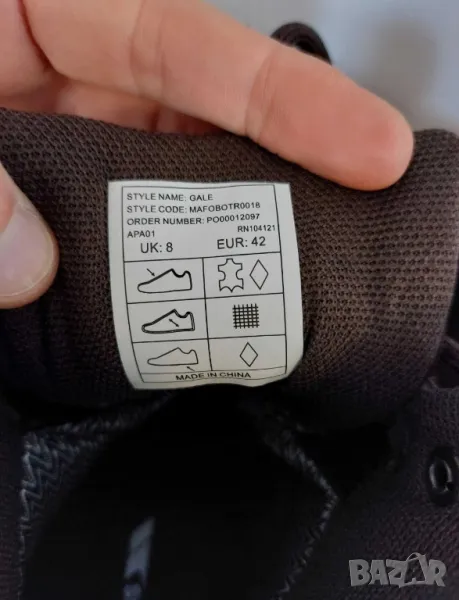 STYLE NAME: GALE
STYLE CODE: MAFOBOTR0018
ORDER NUMBER: PO00012097
APA01 RN104121
UK: 8 EUR: 42
MADE IN CHINA
BAZAR